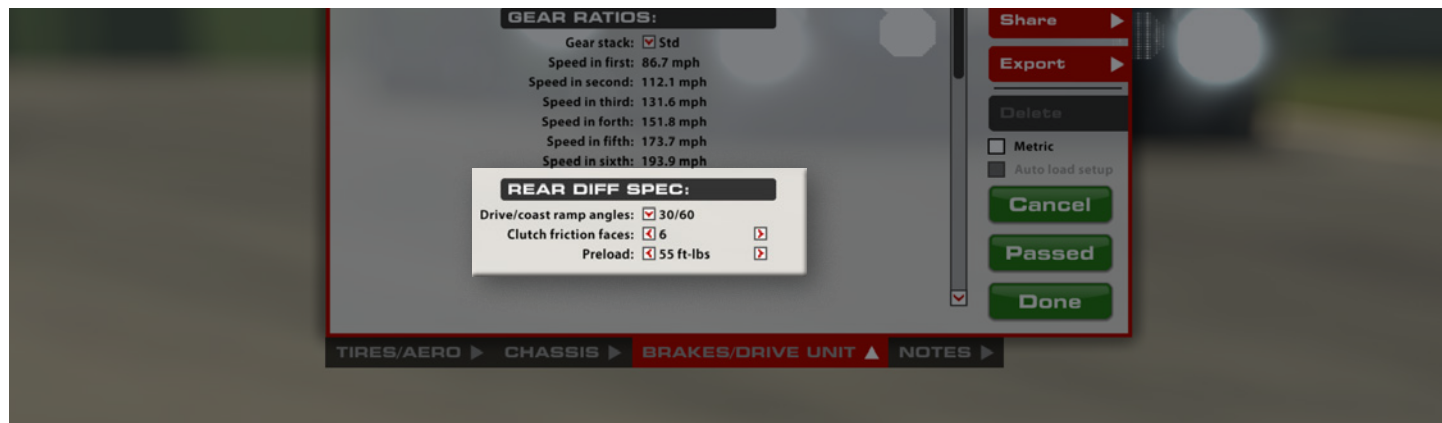 GEAR RATIOS:
Gear stack: Std
Speed in first: 86.7 mph
Speed in second: 112.1 mph
Speed in third: 131.6 mph
Speed in forth: 151.8 mph
Speed in fifth: 173.7 mph
Speed in sixth: 193.9 mph
REAR DIFF SPEC:
Drive/coast ramp angles: 30/60
Clutch friction faces: 6
Preload: 55 ft-lbs
Share
Export
Delete
Metric
Auto load setup
Cancel
Passed
Done
TIRES/AERO CHASSIS BRAKES/DRIVE UNIT NOTES